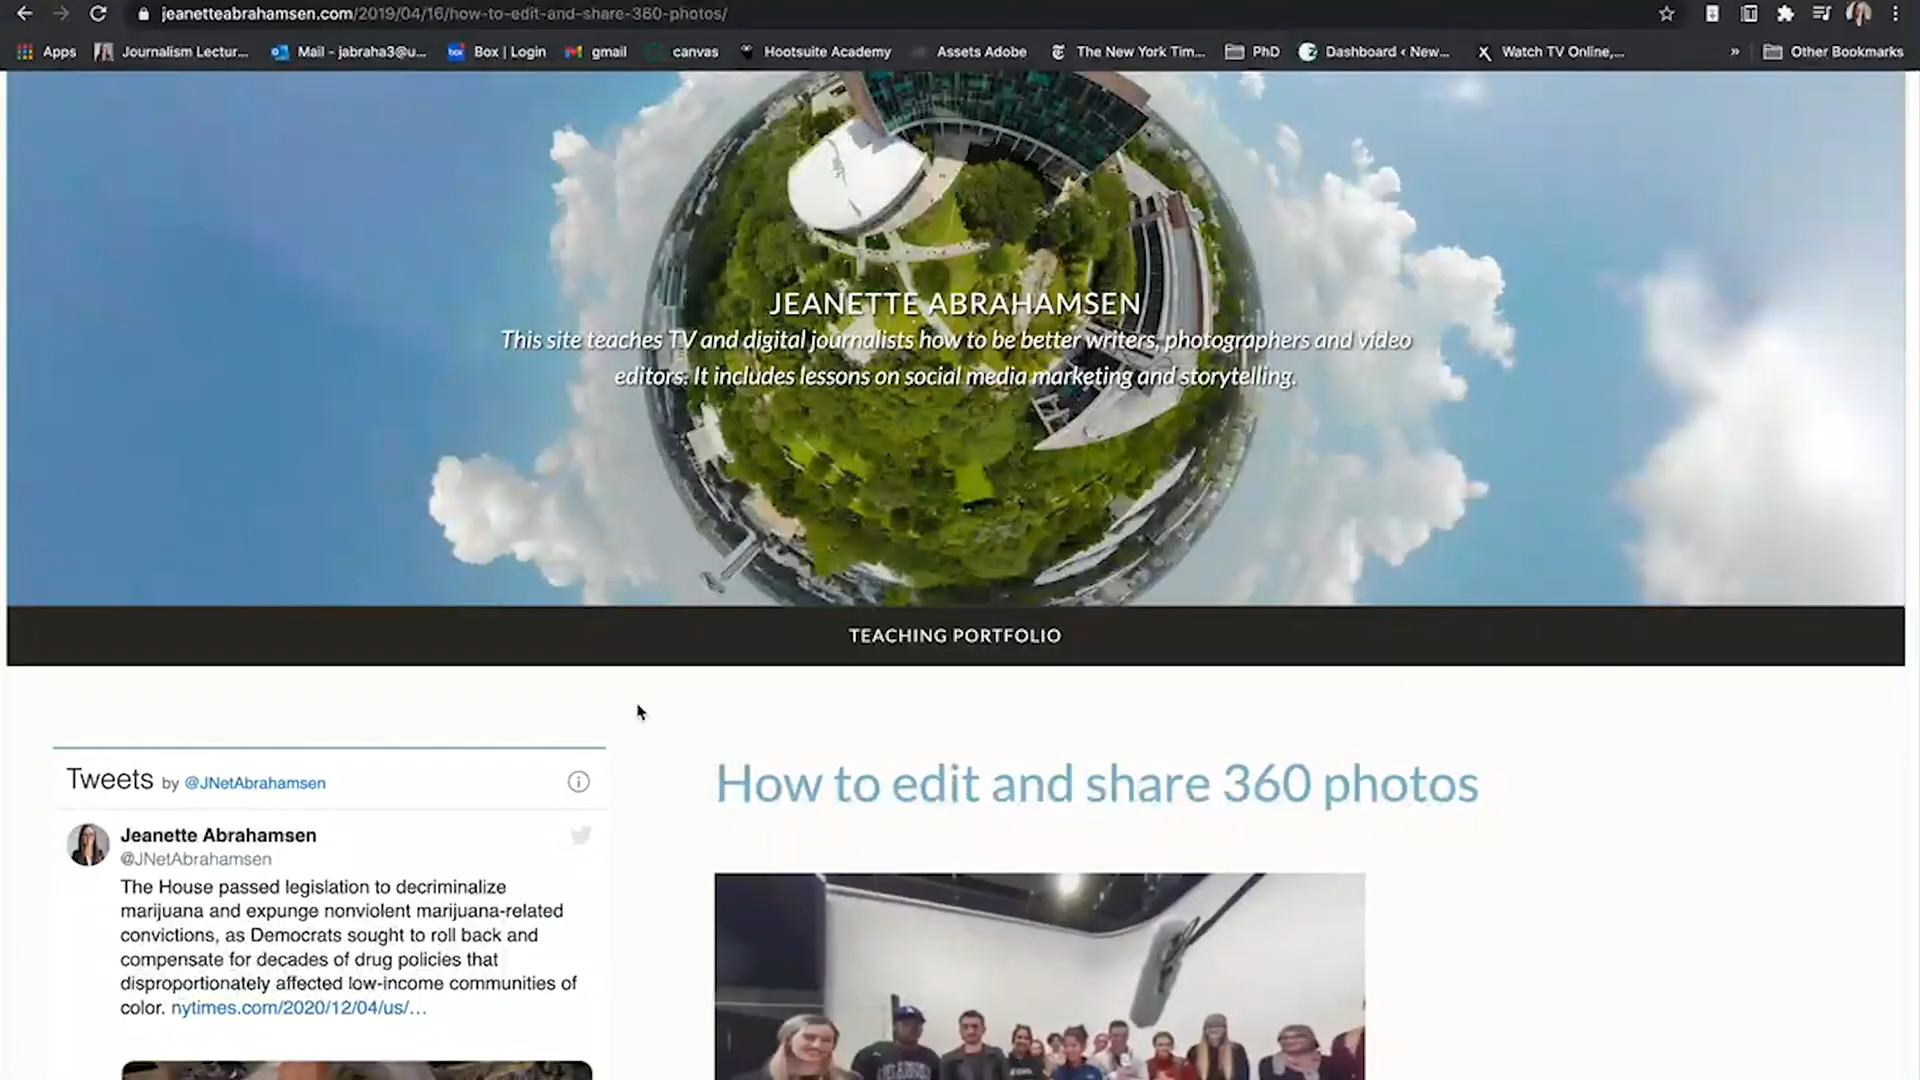 jeanetteabrahamsen.com/2019/04/16/how-to-edit-and-share-360-photos/
Apps
Journalism Lectur...
Mail - jabraha3@u...
box
Box | Login
gmail
canvas
Hootsuite Academy
Assets Adobe
The New York Tim...
PhD
Dashboard ‹ New...
Watch TV Online,...
»
Other Bookmarks
JEANETTE ABRAHAMSEN
This site teaches TV and digital journalists how to be better writers, photographers and video
editors. It includes lessons on social media marketing and storytelling.
TEACHING PORTFOLIO
Tweets by @JNetAbrahamsen
How to edit and share 360 photos
Jeanette Abrahamsen
@JNetAbrahamsen
The House passed legislation to decriminalize
marijuana and expunge nonviolent marijuana-related
convictions, as Democrats sought to roll back and
compensate for decades of drug policies that
disproportionately affected low-income communities of
color. nytimes.com/2020/12/04/us/...